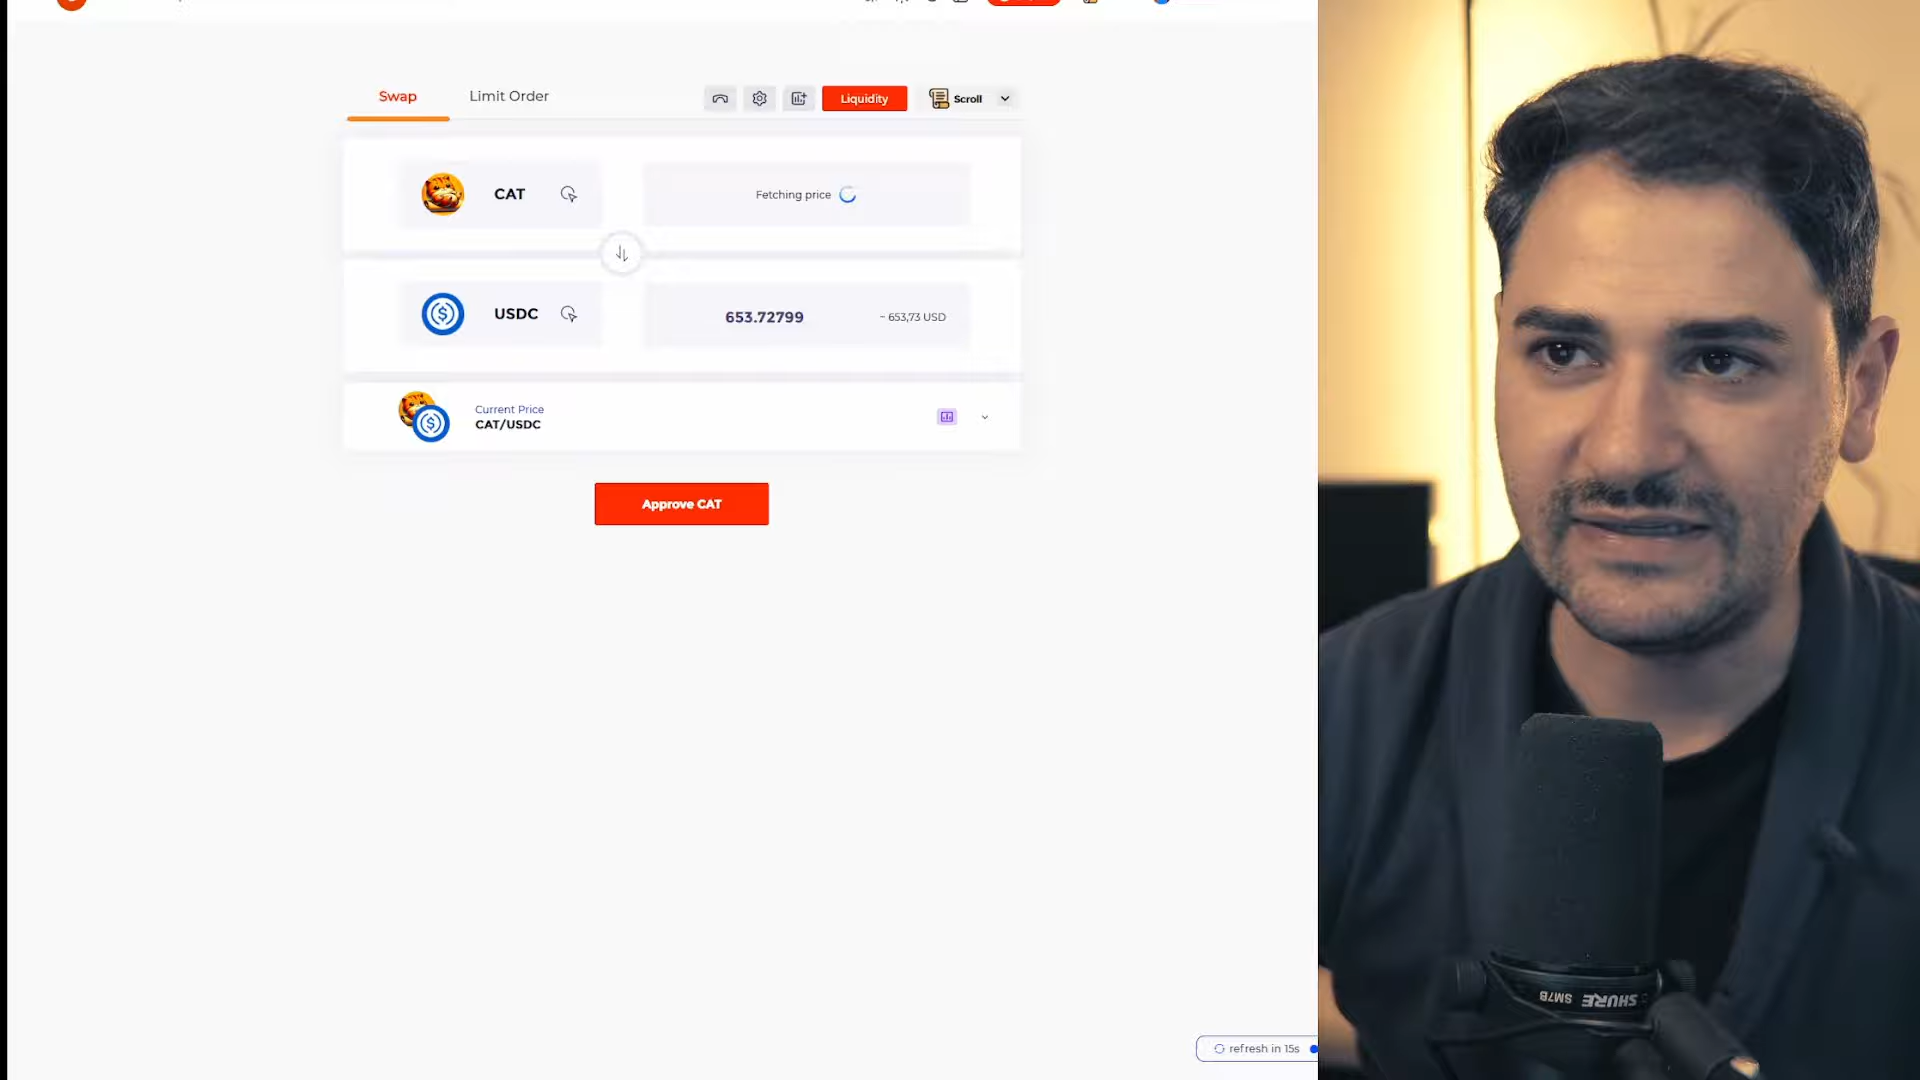 Swap
Limit Order
Liquidity
Scroll
CAT
Fetching price
USDC
653.72799
~ 653,73 USD
Current Price
CAT/USDC
Approve CAT
refresh in 15s
SHURE SM7B